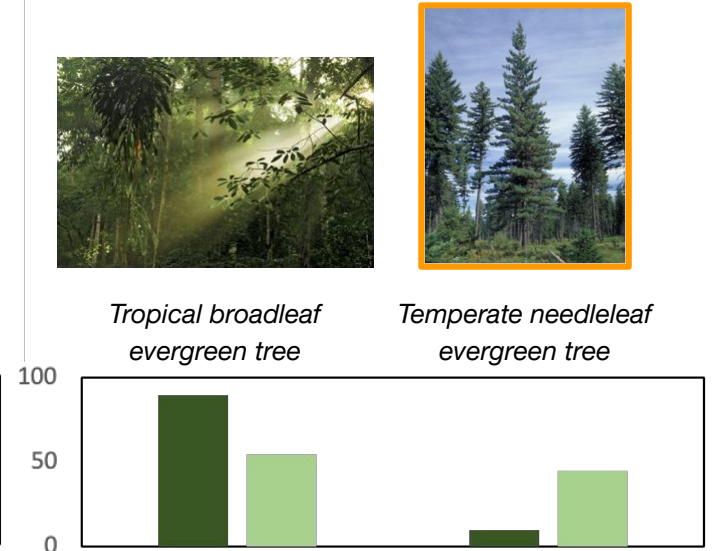 Tropical broadleaf
evergreen tree
Temperate needleleaf
evergreen tree
100
50
0